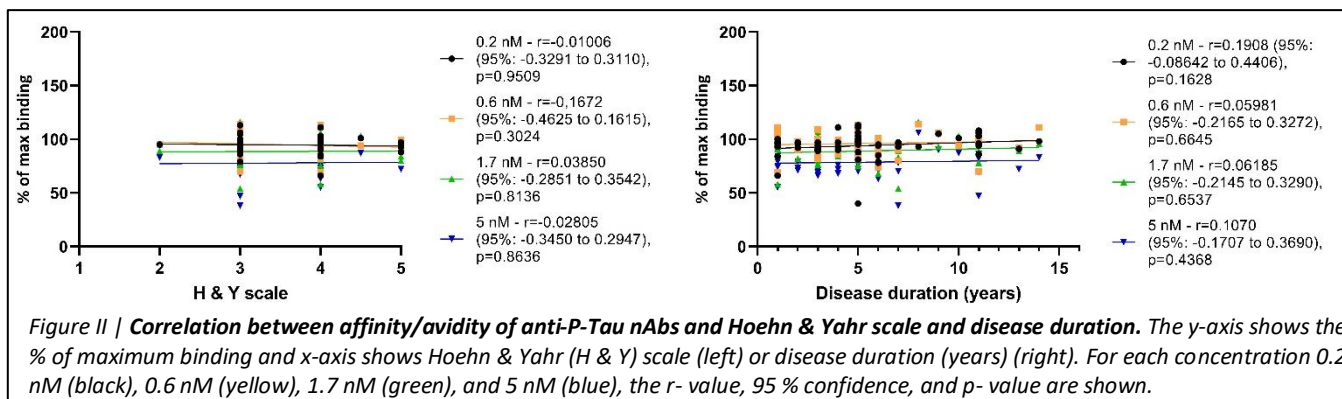 200
150
100
50
0
% of max binding
1
2
3
4
5
H & Y scale
0.2 nM - r=-0.01006
(95%: -0.3291 to 0.3110),
p=0.9509
0.6 nM - r=-0,1672
(95%: -0.4625 to 0.1615),
p=0.3024
1.7 nM - r=0.03850
(95%: -0.2851 to 0.3542),
p=0.8136
5 nM - r=-0.02805
(95%: -0.3450 to 0.2947),
p=0.8636
200
150
100
50
0
% of max binding
0
5
10
15
Disease duration (years)
0.2 nM - r=0.1908 (95%:
-0.08642 to 0.4406),
p=0.1628
0.6 nM - r=0.05981
(95%: -0.2165 to 0.3272),
p=0.6645
1.7 nM - r=0.06185
(95%: -0.2145 to 0.3290),
p=0.6537
5 nM - r=0.1070
(95%: -0.1707 to 0.3690),
p=0.4368
Figure II | Correlation between affinity/avidity of anti-P-Tau nAbs and Hoehn & Yahr scale and disease duration. The y-axis shows the
% of maximum binding and x-axis shows Hoehn & Yahr (H & Y) scale (left) or disease duration (years) (right). For each concentration 0.2
nM (black), 0.6 nM (yellow), 1.7 nM (green), and 5 nM (blue), the r- value, 95 % confidence, and p- value are shown.